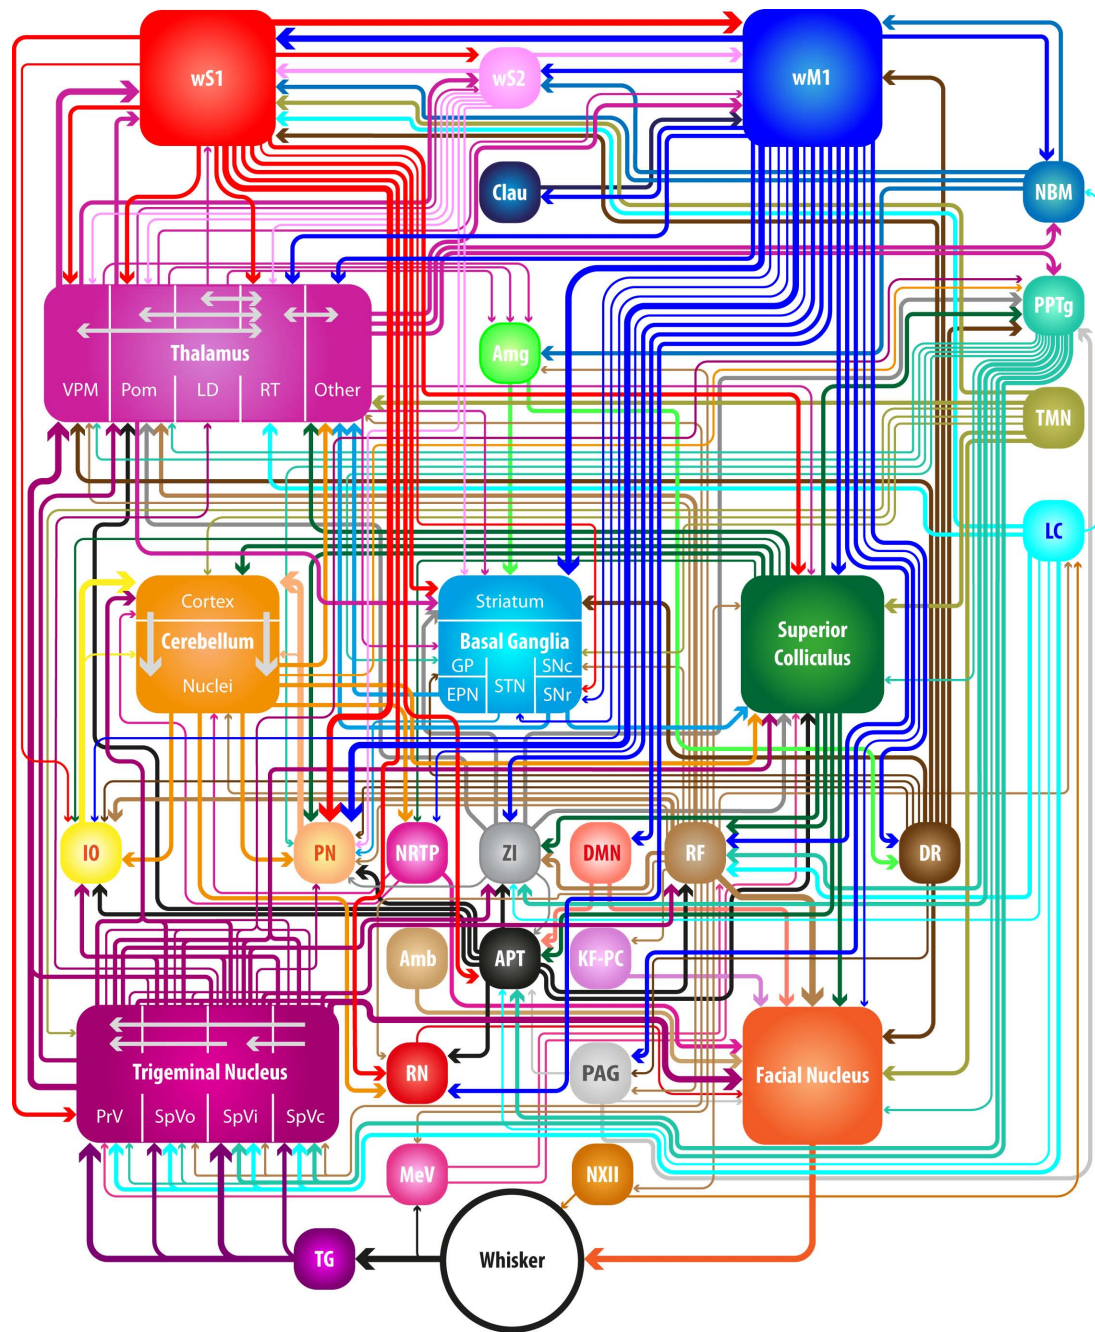 wS1
wS2
wM1
Clau
NBM
Thalamus
VPM
Pom
LD
RT
Other
Amg
PPTg
TMN
LC
Cortex
Cerebellum
Nuclei
Striatum
Basal Ganglia
GP
STN
SNc
EPN
SNr
Superior
Colliculus
IO
PN
NRTP
ZI
DMN
RF
DR
Amb
APT
KF-PC
Trigeminal Nucleus
PrV
SpVo
SpVi
SpVc
RN
PAG
Facial Nucleus
MeV
NXII
TG
Whisker